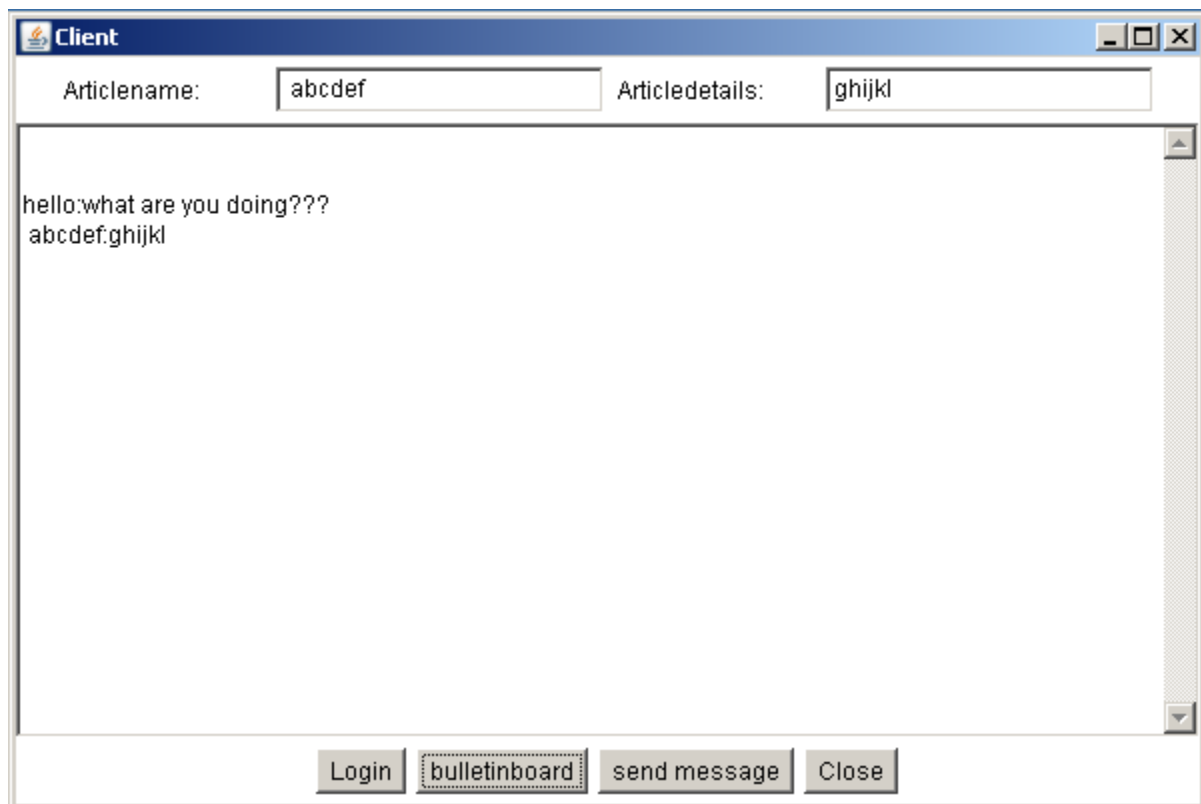 Client
Articlename: abcdef Articledetails: ghijkl
hello:what are you doing???
abcdef:ghijkl
Login bulletinboard send message Close